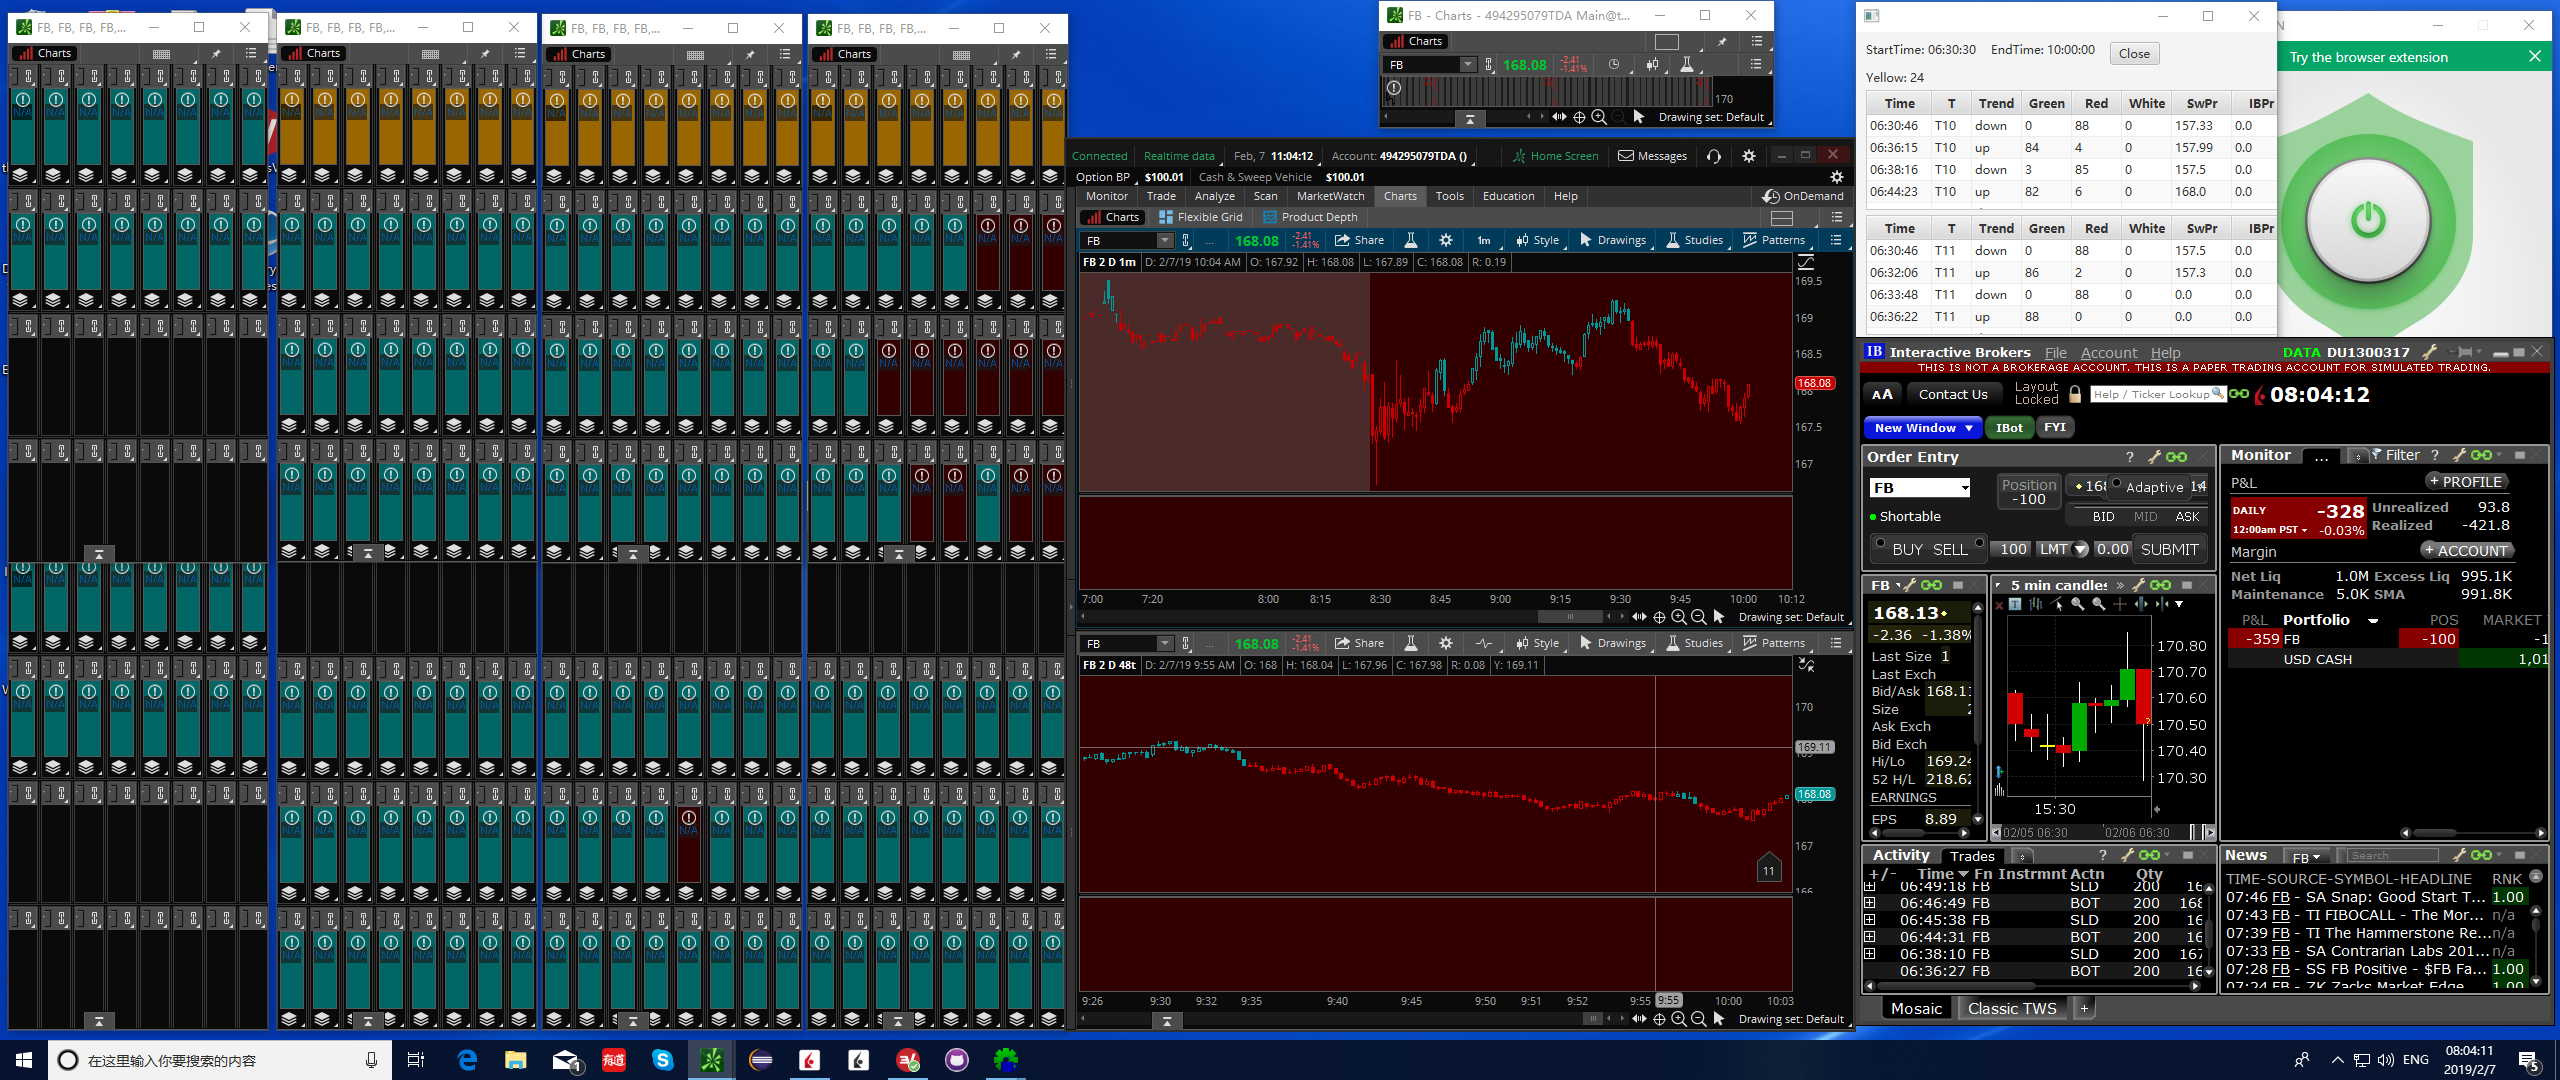 FB, FB, FB, FB,...
Charts
FB, FB, FB, FB,...
Charts
FB, FB, FB, FB,...
Charts
FB, FB, FB, FB,...
Charts
N/A
FB - Charts - 494295079TDA Main@t...
Charts
FB 168.08 -2.41 -1.41%
170
Drawing set: Default
Connected Realtime data Feb, 7 11:04:12 Account: 494295079TDA () Home Screen Messages
Option BP $100.01 Cash & Sweep Vehicle $100.01
Monitor Trade Analyze Scan MarketWatch Charts Tools Education Help OnDemand
Charts Flexible Grid Product Depth
FB 168.08 -2.41 -1.41% Share 1m Style Drawings Studies Patterns
FB 2 D 1m D: 2/7/19 10:04 AM O: 167.92 H: 168.08 L: 167.89 C: 168.08 R: 0.19
169.5
169
168.5
168.08
168
167.5
167
7:00 7:20 8:00 8:15 8:30 8:45 9:00 9:15 9:30 9:45 10:00 10:12
Drawing set: Default
FB 168.08 -2.41 -1.41% Share Style Drawings Studies Patterns
FB 2 D 48t D: 2/7/19 9:55 AM O: 168 H: 168.04 L: 167.96 C: 167.98 R: 0.08 Y: 169.11
170
169.11
168.08
167
11
166
9:26 9:30 9:32 9:35 9:40 9:45 9:50 9:51 9:52 9:55 9:55 10:00 10:03
Drawing set: Default
StartTime: 06:30:30 EndTime: 10:00:00 Close
Yellow: 24
Time T Trend Green Red White SwPr IBPr
06:30:46 T10 down 0 88 0 157.33 0.0
06:36:15 T10 up 84 4 0 157.99 0.0
06:38:16 T10 down 3 85 0 157.5 0.0
06:44:23 T10 up 82 6 0 168.0 0.0
Time T Trend Green Red White SwPr IBPr
06:30:46 T11 down 0 88 0 157.5 0.0
06:32:06 T11 up 86 2 0 157.3 0.0
06:33:48 T11 down 0 88 0 0.0 0.0
06:36:22 T11 up 88 0 0 0.0 0.0
N
Try the browser extension
IB Interactive Brokers File Account Help DATA DU1300317
THIS IS NOT A BROKERAGE ACCOUNT. THIS IS A PAPER TRADING ACCOUNT FOR SIMULATED TRADING.
AA Contact Us Layout Locked Help / Ticker Lookup 08:04:12
New Window IBot FYI
Order Entry ?
FB Position -100 Adaptive
Shortable BID MID ASK
BUY SELL 100 LMT 0.00 SUBMIT
Monitor ... Filter ?
P&L + PROFILE
DAILY -328 Unrealized 93.8
12:00am PST -0.03% Realized -421.8
Margin + ACCOUNT
Net Liq 1.0M Excess Liq 995.1K
Maintenance 5.0K SMA 991.8K
P&L Portfolio POS MARKET
-359 FB -100 -1
USD CASH 1,01
FB
168.13
-2.36 -1.38%
Last Size 1
Last Exch
Bid/Ask 168.11
Size
Ask Exch
Bid Exch
Hi/Lo 169.24
52 H/L 218.62
EARNINGS
EPS 8.89
5 min candles
170.80
170.70
170.60
170.50
170.40
170.30
15:30
02/05 06:30 02/06 06:30
Activity Trades ?
+/- Time Fn Instrmnt Actn Qty
06:49:18 FB SLD 200 16
06:46:49 FB BOT 200 168
06:45:38 FB SLD 200 16
06:44:31 FB BOT 200 16
06:38:10 FB SLD 200 167
06:36:27 FB BOT 200 16
News FB Search
TIME-SOURCE-SYMBOL-HEADLINE RNK
07:46 FB - SA Snap: Good Start T... 1.00
07:43 FB - TI FIBOCALL - The Mor... n/a
07:39 FB - TI The Hammerstone Re... n/a
07:33 FB - SA Contrarian Labs 201... n/a
07:28 FB - SS FB Positive - $FB Fa... 1.00
07:24 FB - ZK Zacks Market Edge 1.00
Mosaic Classic TWS +
在这里输入你要搜索的内容
1
有道
ENG
08:04:11
2019/2/7
5